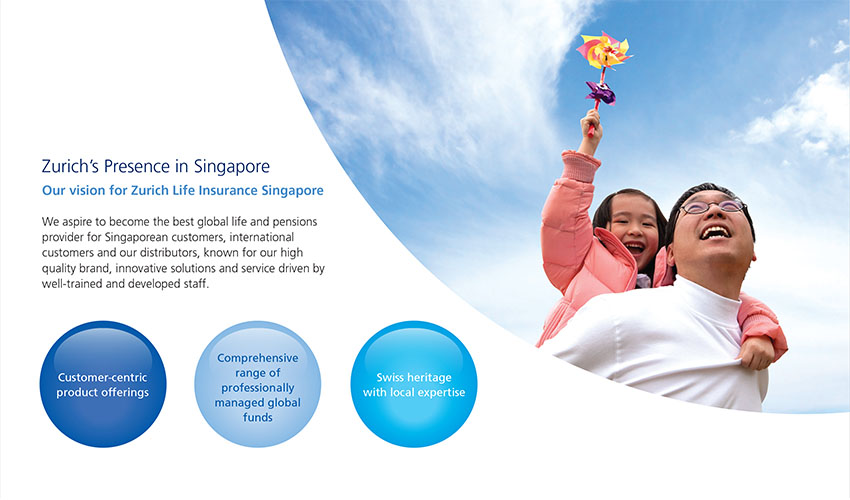 Zurich's Presence in Singapore
Our vision for Zurich Life Insurance Singapore
We aspire to become the best global life and pensions
provider for Singaporean customers, international
customers and our distributors, known for our high
quality brand, innovative solutions and service driven by
well-trained and developed staff.
Customer-centric
product offerings
Comprehensive
range of
professionally
managed global
funds
Swiss heritage
with local expertise